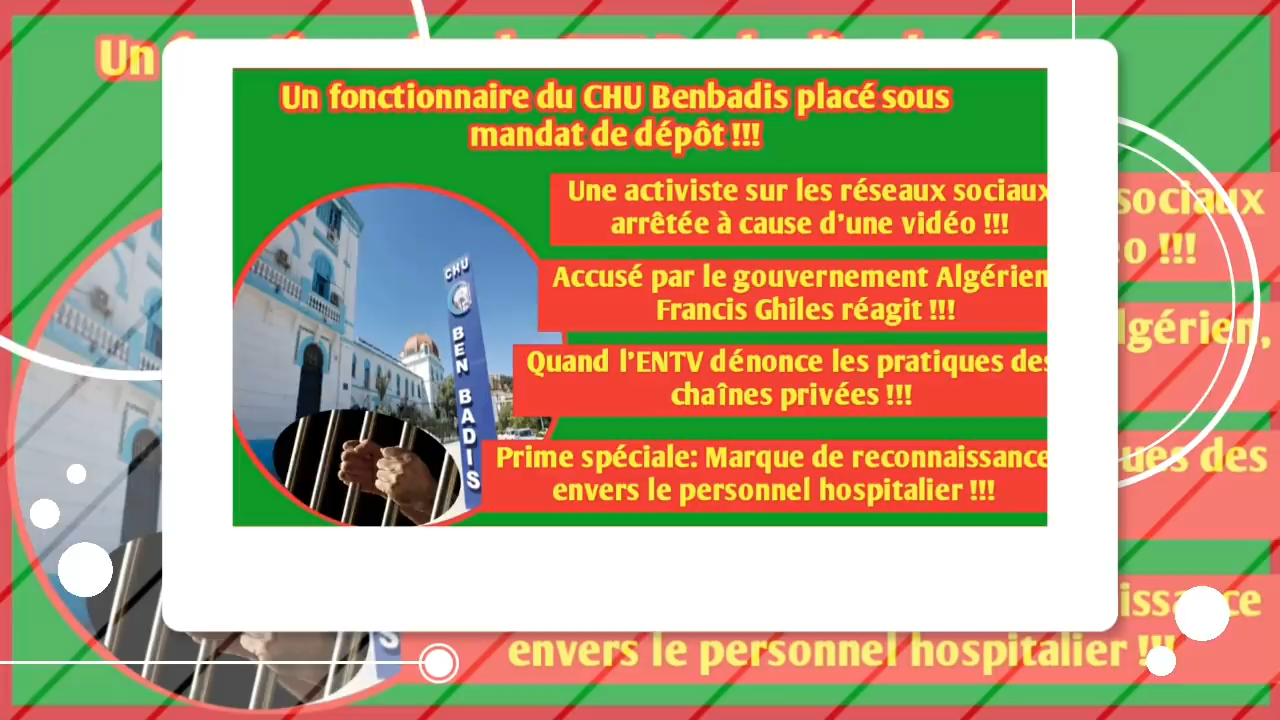 Un fonctionnaire du CHU Benbadis placé sous
mandat de dépôt !!!
Une activiste sur les réseaux sociaux
arrêtée à cause d'une vidéo !!!
Accusé par le gouvernement Algérien
Francis Ghiles réagit !!!
Quand l'ENTV dénonce les pratiques des
chaînes privées !!!
Prime spéciale: Marque de reconnaissance
envers le personnel hospitalier !!!
CHU
BEN BADIS
Un
sociaux
o !!!
lgérien,
ues des
envers le personnel hospitalier !!!